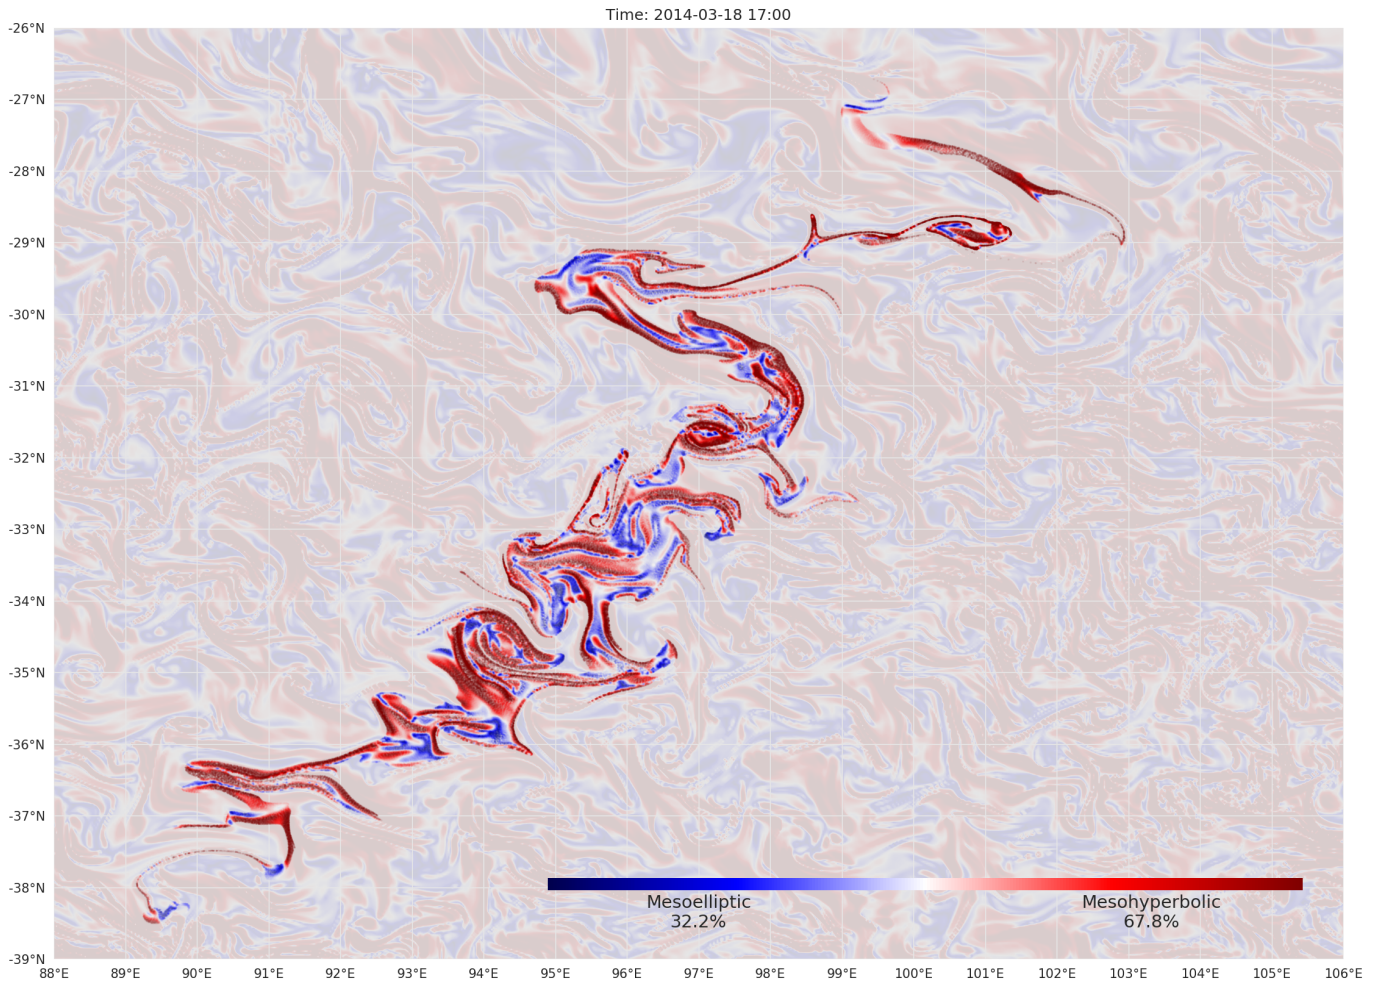 Time: 2014-03-18 17:00
-26°N
-27°N
-28°N
-29°N
-30°N
-31°N
-32°N
-33°N
-34°N
-35°N
-36°N
-37°N
-38°N
-39°N
Mesoelliptic Mesohyperbolic
32.2% 67.8%
88°E 89°E 90°E 91°E 92°E 93°E 94°E 95°E 96°E 97°E 98°E 99°E 100°E 101°E 102°E 103°E 104°E 105°E 106°E